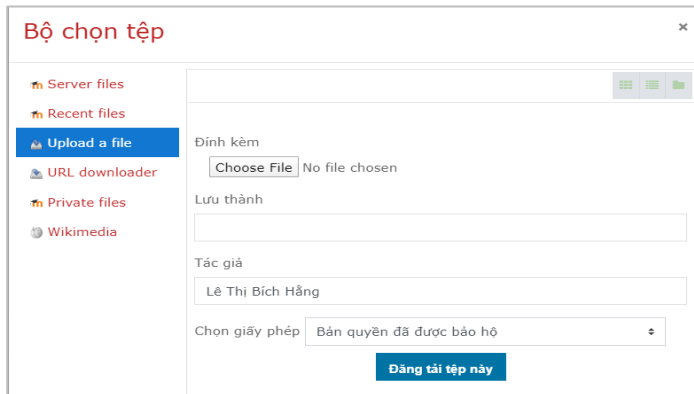 Bộ chọn tệp
×
Server files
Recent files
Upload a file
URL downloader
Private files
Wikimedia
Đính kèm
Choose File No file chosen
Lưu thành
Tác giả
Lê Thị Bích Hằng
Chọn giấy phép Bản quyền đã được bảo hộ
Đăng tải tệp này